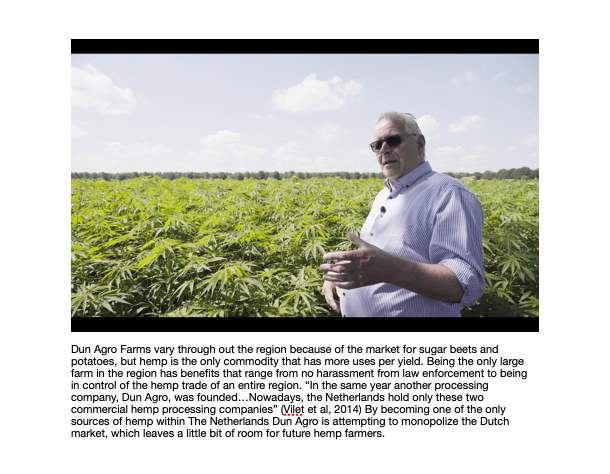 Dun Agro Farms vary through out the region because of the market for sugar beets and
potatoes, but hemp is the only commodity that has more uses per yield. Being the only large
farm in the region has benefits that range from no harassment from law enforcement to being
in control of the hemp trade of an entire region. “In the same year another processing
company, Dun Agro, was founded…Nowadays, the Netherlands hold only these two
commercial hemp processing companies” (Vilet et al, 2014) By becoming one of the only
sources of hemp within The Netherlands Dun Agro is attempting to monopolize the Dutch
market, which leaves a little bit of room for future hemp farmers.